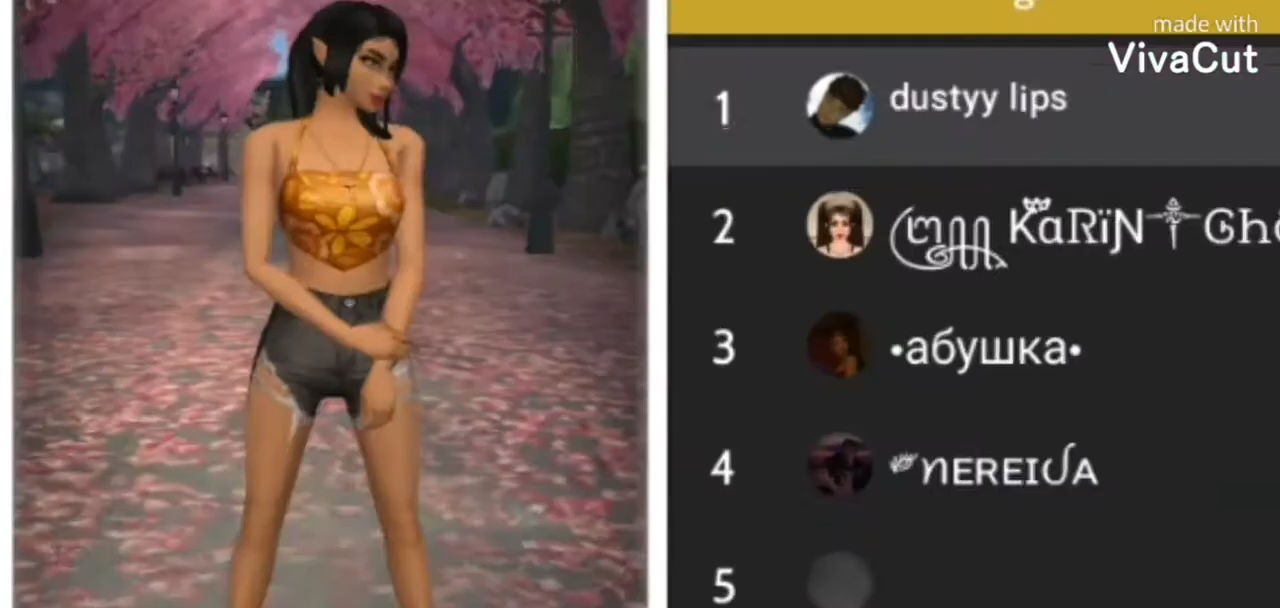 made with
VivaCut
1 dustyy lips
2 KaRïN
3 •абушка•
4 NEREIdA
5